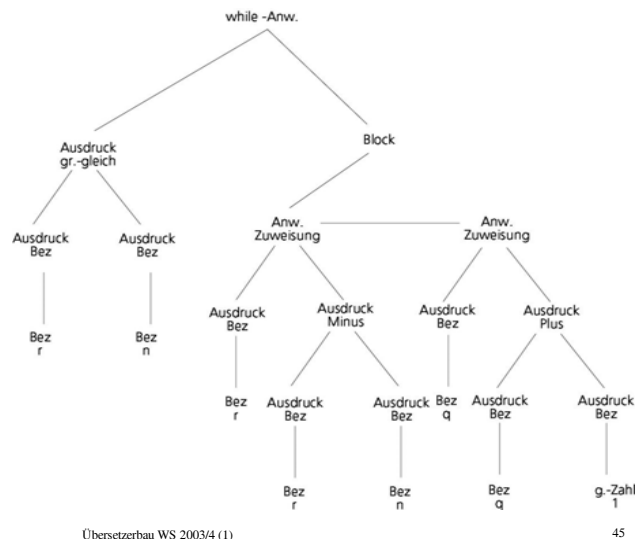 while -Anw.
Ausdruck
gr.-gleich
Block
Ausdruck
Bez
Ausdruck
Bez
Anw.
Zuweisung
Anw.
Zuweisung
Bez
r
Bez
n
Ausdruck
Bez
Ausdruck
Minus
Ausdruck
Bez
Ausdruck
Plus
Bez
r
Ausdruck
Bez
Ausdruck
Bez
Bez
q
Ausdruck
Bez
Ausdruck
Bez
Bez
r
Bez
n
Bez
q
g.-Zahl
1
Übersetzerbau WS 2003/4 (1)
45